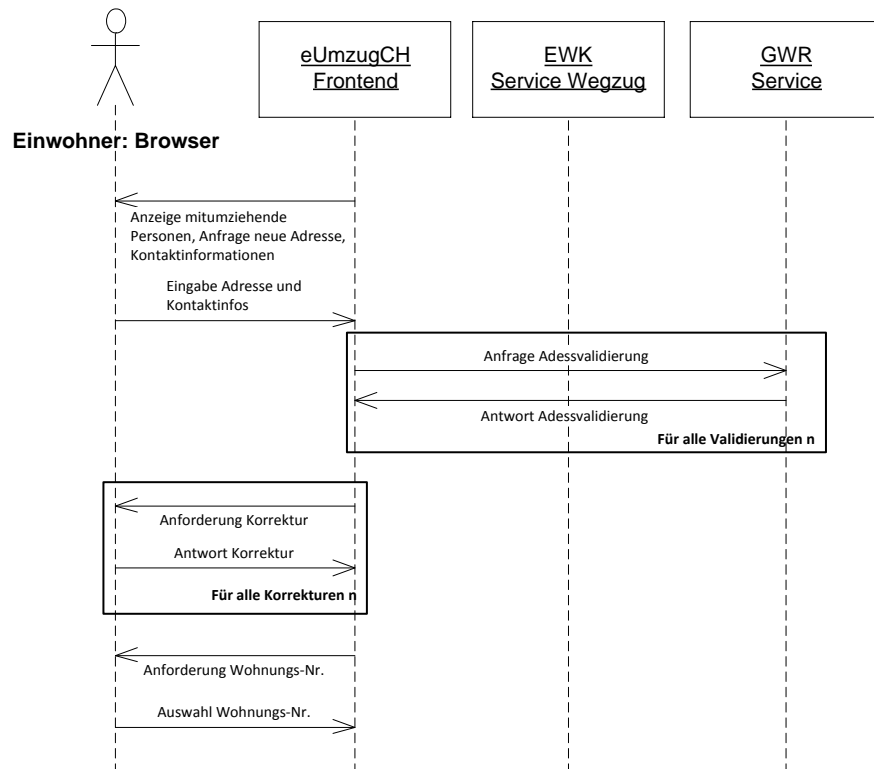 eUmzugCH
Frontend
EWK
Service Wegzug
GWR
Service
Einwohner: Browser
Anzeige mitumziehende
Personen, Anfrage neue Adresse,
Kontaktinformationen
Eingabe Adresse und
Kontaktinfos
Anfrage Adessvalidierung
Antwort Adessvalidierung
Für alle Validierungen n
Anforderung Korrektur
Antwort Korrektur
Für alle Korrekturen n
Anforderung Wohnungs-Nr.
Auswahl Wohnungs-Nr.